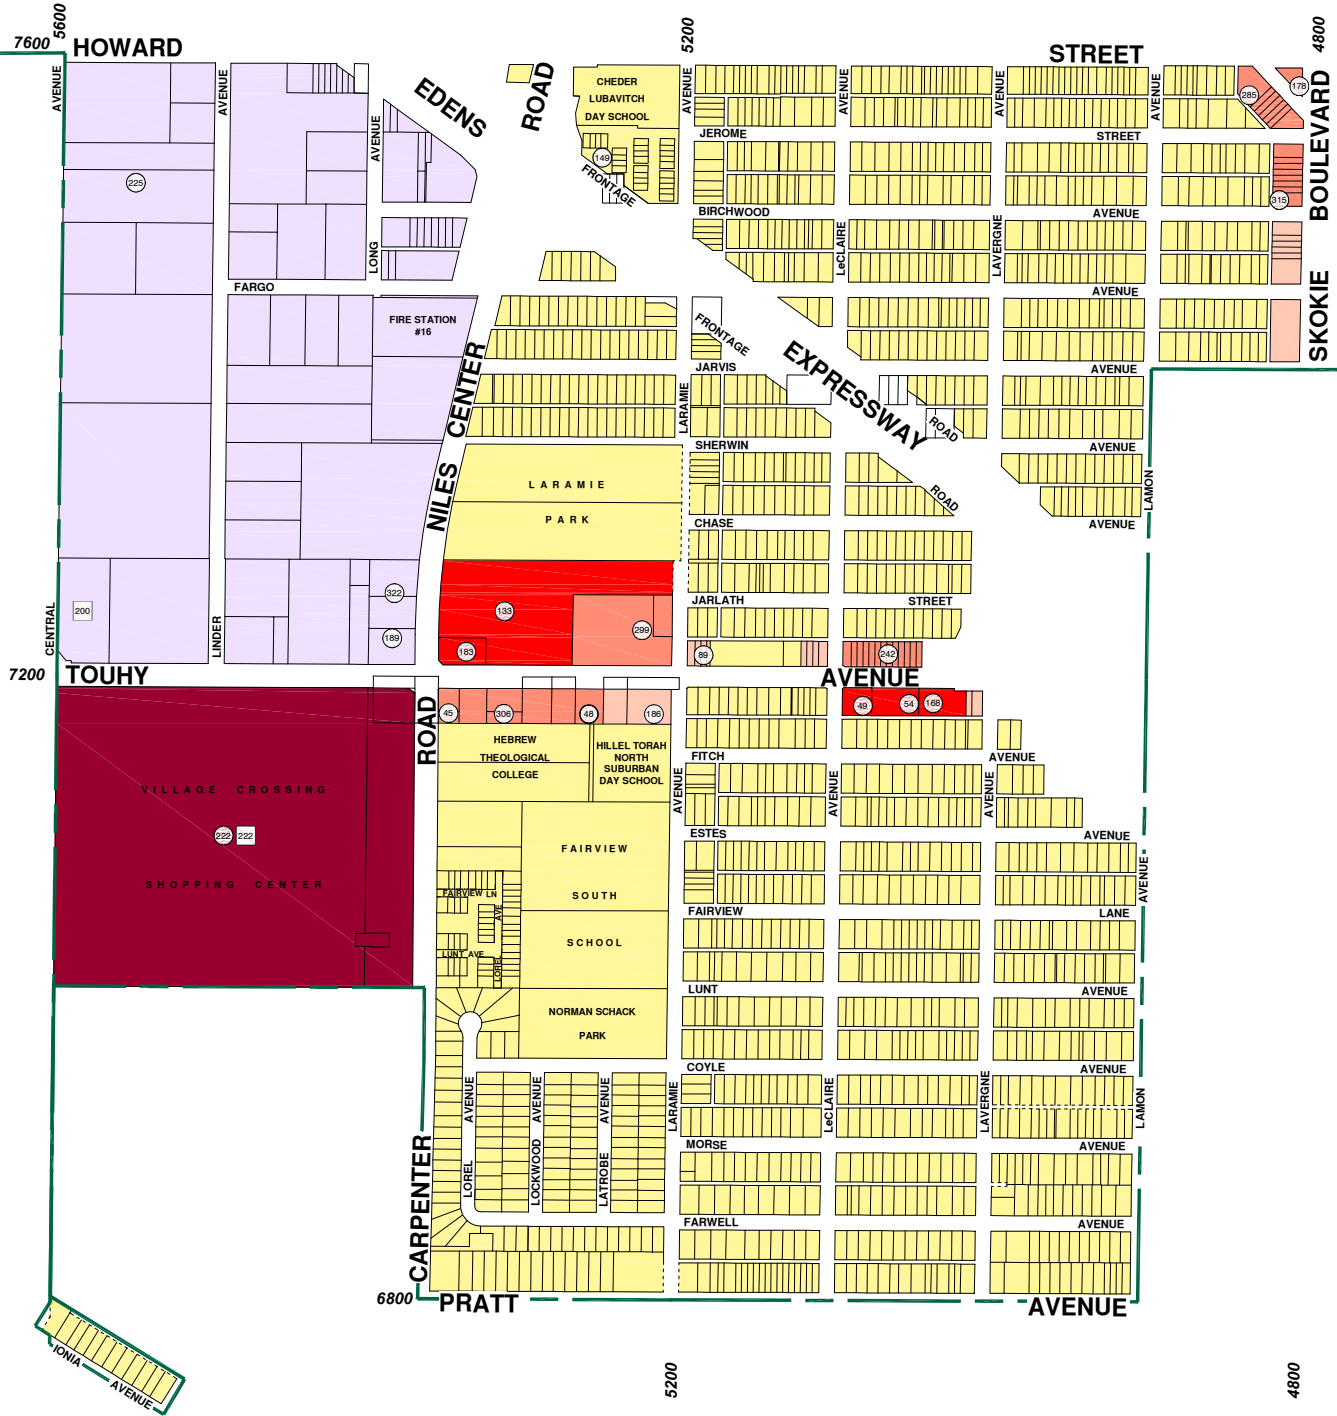 5600
5200
4800
7600
HOWARD
STREET
AVENUE
AVENUE
AVENUE
EDENS
ROAD
CHEDER
LUBAVITCH
DAY SCHOOL
AVENUE
AVENUE
AVENUE
AVENUE
285
178
BOULEVARD
JEROME
STREET
149
FRONTAGE
225
315
BIRCHWOOD
AVENUE
LONG
LeCLAIRE
LAVERGNE
FARGO
AVENUE
SKOKIE
FIRE STATION
#16
FRONTAGE
EXPRESSWAY
NILES CENTER
JARVIS
AVENUE
LARAMIE
ROAD
SHERWIN
AVENUE
LARAMIE
PARK
ROAD
LAMON
CHASE
AVENUE
322
133
200
JARLATH
STREET
CENTRAL
LINDER
189
183
299
89
242
7200
TOUHY
AVENUE
ROAD
45
306
48
186
49
54
168
HEBREW
THEOLOGICAL
COLLEGE
HILLEL TORAH
NORTH
SUBURBAN
DAY SCHOOL
FITCH
AVENUE
AVENUE
AVENUE
AVENUE
VILLAGE CROSSING
222
222
SHOPPING CENTER
ESTES
AVENUE
FAIRVIEW
SOUTH
SCHOOL
FAIRVIEW LN
AVE
LUNT AVE
LOREL
AVENUE
FAIRVIEW
LANE
LUNT
AVENUE
NORMAN SCHACK
PARK
COYLE
AVENUE
AVENUE
AVENUE
AVENUE
LARAMIE
LeCLAIRE
LAVERGNE
LAMON
CARPENTER
LOREL
LOCKWOOD
LATROBE
MORSE
AVENUE
FARWELL
AVENUE
6800
PRATT
AVENUE
IONIA
AVENUE
5200
4800